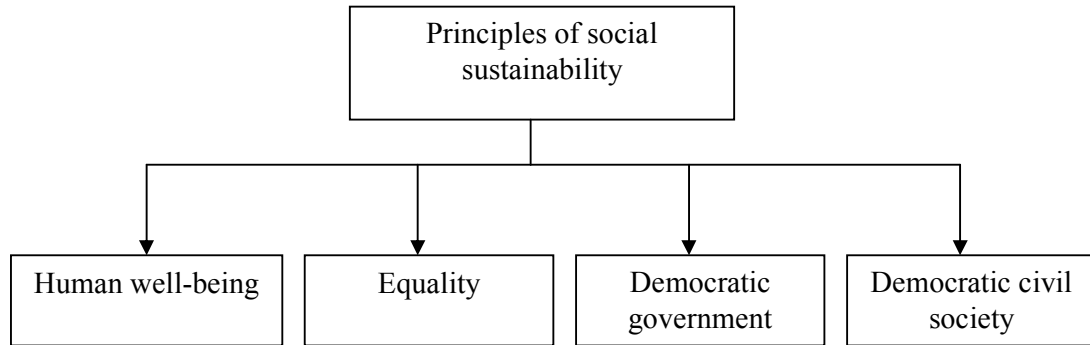 Principles of social
sustainability
Human well-being
Equality
Democratic
government
Democratic civil
society